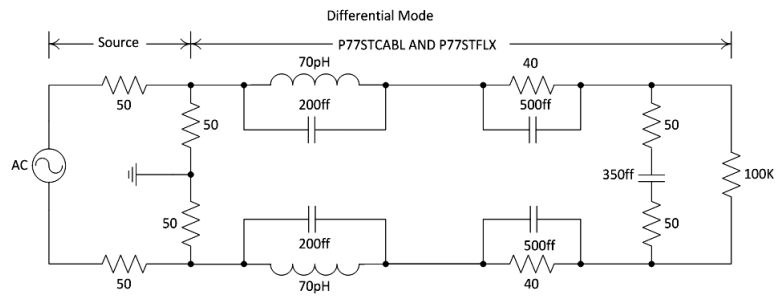 Differential Mode
Source
P77STCABL AND P77STFLX
70pH
40
50
200ff
500ff
50
50
AC
350ff
100K
50
50
200ff
500ff
50
70pH
40